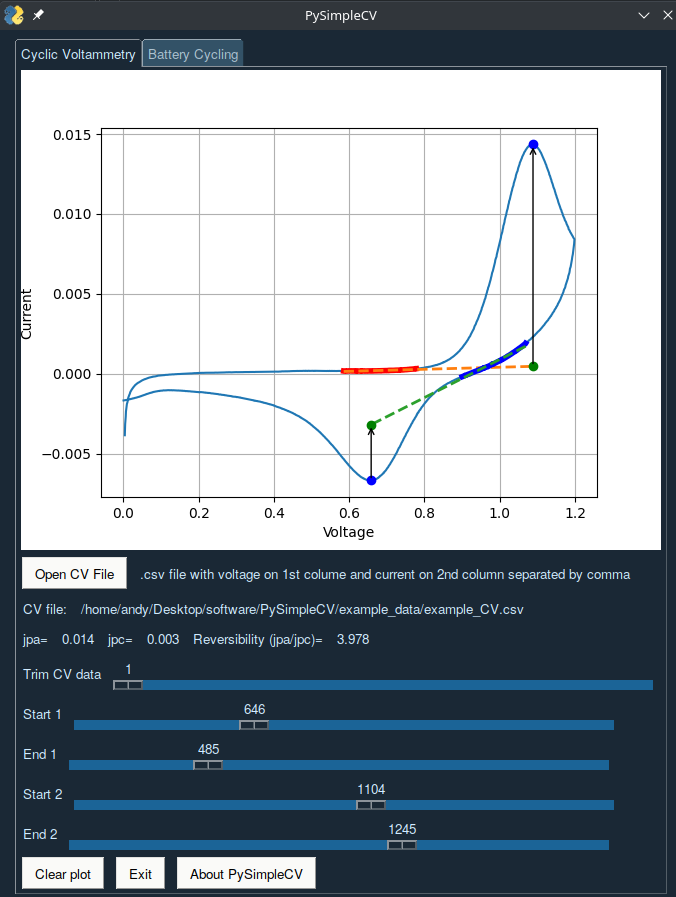 PySimpleCV
Cyclic Voltammetry Battery Cycling
0.015
0.010
0.005
0.000
−0.005
Current
0.0 0.2 0.4 0.6 0.8 1.0 1.2
Voltage
Open CV File .csv file with voltage on 1st colume and current on 2nd column separated by comma
CV file: /home/andy/Desktop/software/PySimpleCV/example_data/example_CV.csv
jpa= 0.014 jpc= 0.003 Reversibility (jpa/jpc)= 3.978
1
Trim CV data
646
Start 1
485
End 1
1104
Start 2
1245
End 2
Clear plot Exit About PySimpleCV